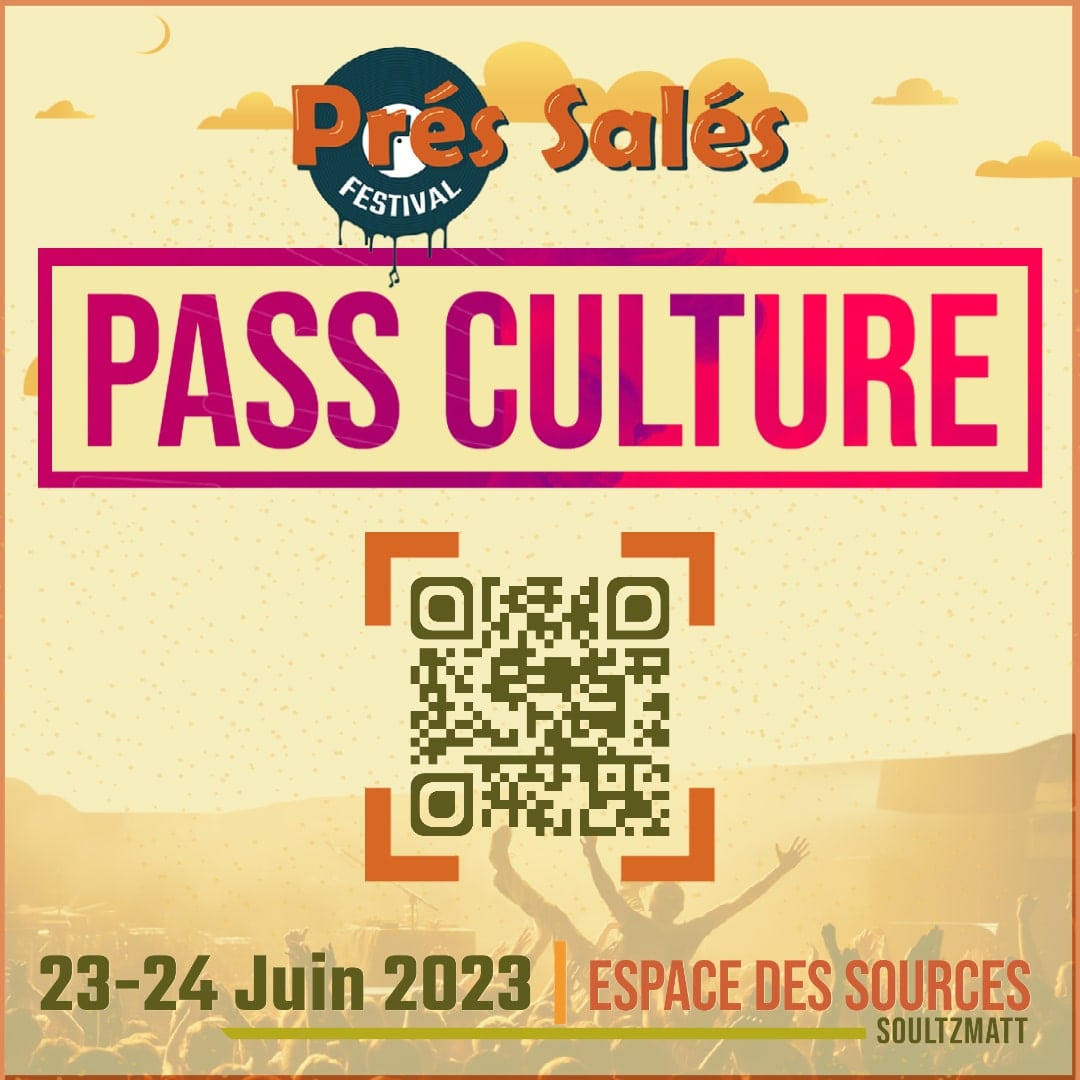 Prés Salés
FESTIVAL
PASS CULTURE
23-24 Juin 2023 | ESPACE DES SOURCES
SOULTZMATT